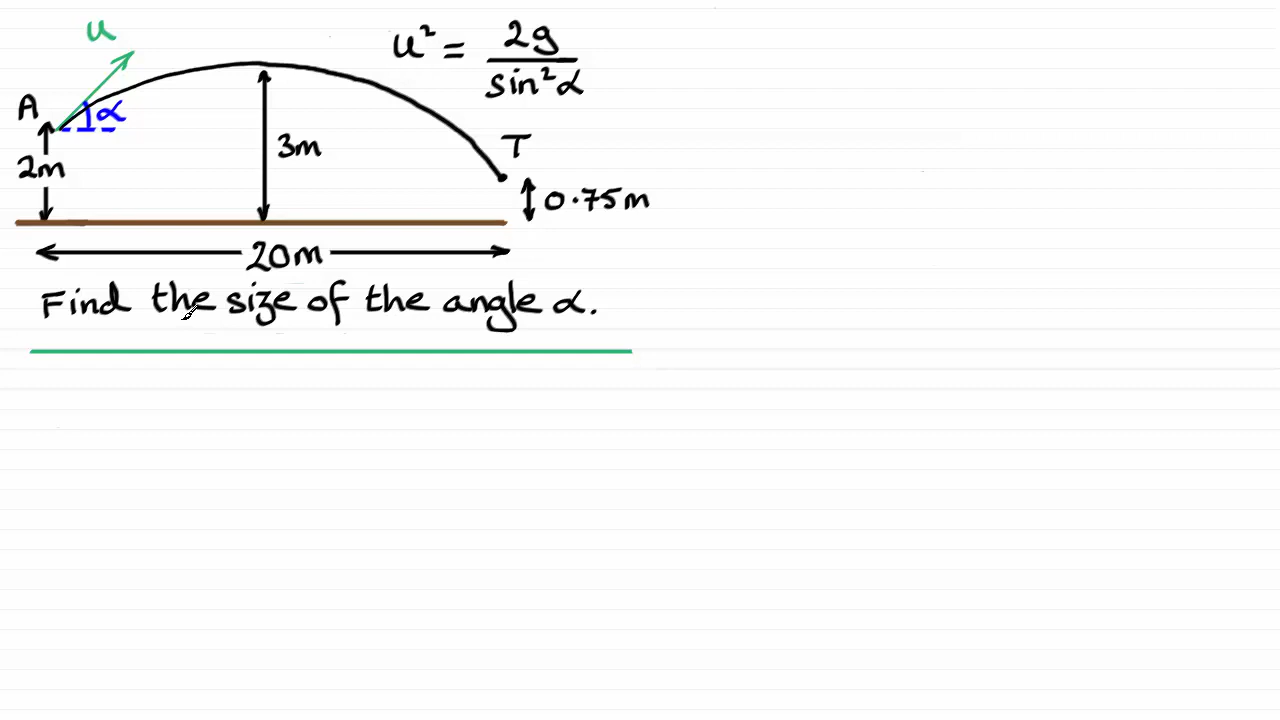 u
u² = 2g / sin²α
A
α
T
3m
2m
0.75m
20m
Find the size of the angle α.